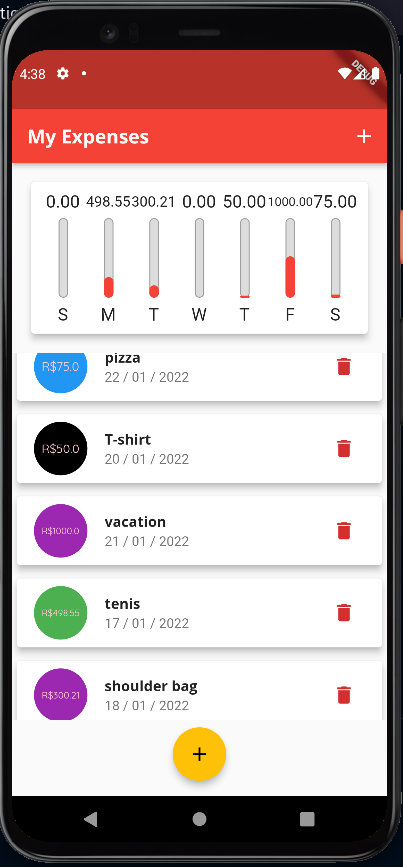 tio
4:38
DEBUG
My Expenses
0.00 498.55 300.21 0.00 50.00 1000.00 75.00
S M T W T F S
R$75.0 pizza
22 / 01 / 2022
R$50.0 T-shirt
20 / 01 / 2022
R$1000.0 vacation
21 / 01 / 2022
R$498.55 tenis
17 / 01 / 2022
R$300.21 shoulder bag
18 / 01 / 2022